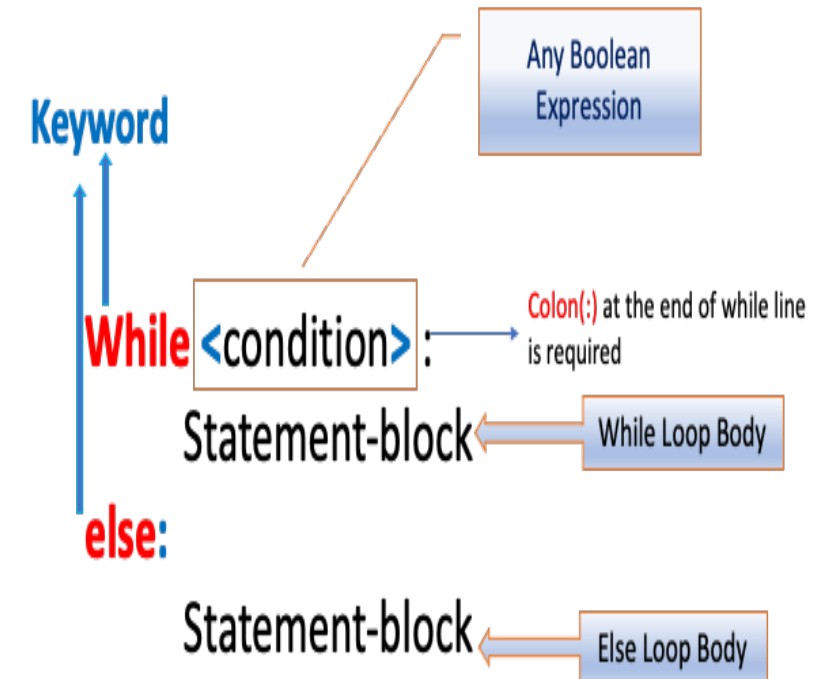 Any Boolean
Expression
Keyword
While <condition> :
Colon(:) at the end of while line
is required
Statement-block
While Loop Body
else:
Statement-block
Else Loop Body